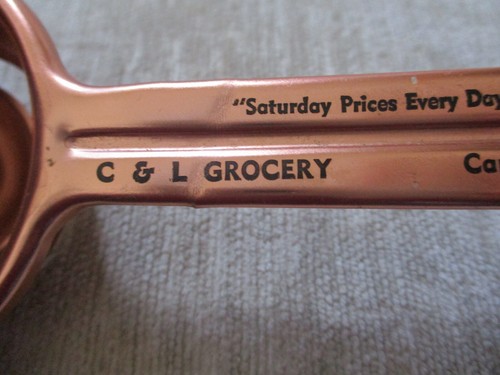 "Saturday Prices Every Day
C & L GROCERY